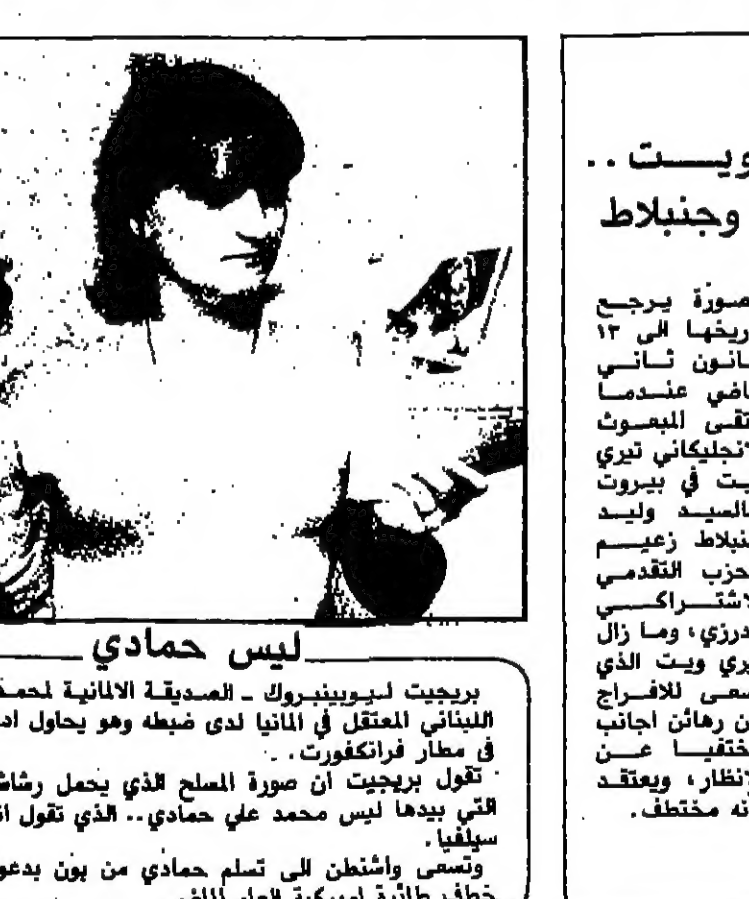 ويست ..
وجنبلاط
صورة يرجع
ريخها الى ١٣
انون ثاني
اضي عندما
تقى المبعوث
لانجليكاني تيري
يت في بيروت
السيد وليد
نبلاط زعيم
حزب التقدمي
لاشتراكي
درزي، وما زال
يري ويت الذي
سعى للافراج
ن رهائن اجانب
ختفيا عن
لانظار، ويعتقد
نه مختطف.
ليس حمادي
بريجيت ليوبينبروك - الصديقة الالمانية لمحمد
اللبناني المعتقل في المانيا لدى ضبطه وهو يحاول اد
في مطار فرانكفورت.
تقول بريجيت ان صورة المسلح الذي يحمل رشاش
التي بيدها ليس محمد علي حمادي.. الذي تقول ان
سيلفيا.
وتسعى واشنطن الى تسلم حمادي من بون بدعو
خطف طائرة اميركية العام الماضي